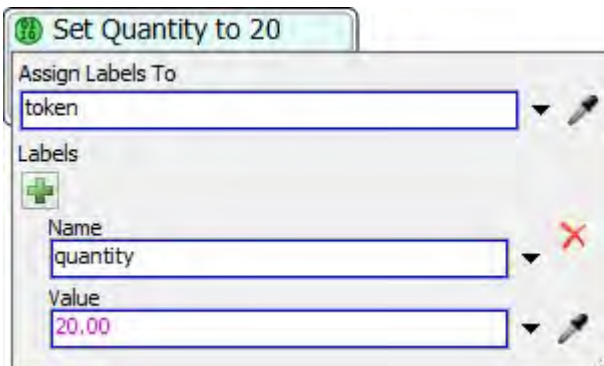 Set Quantity to 20
Assign Labels To
token
Labels
Name
quantity
Value
20.00